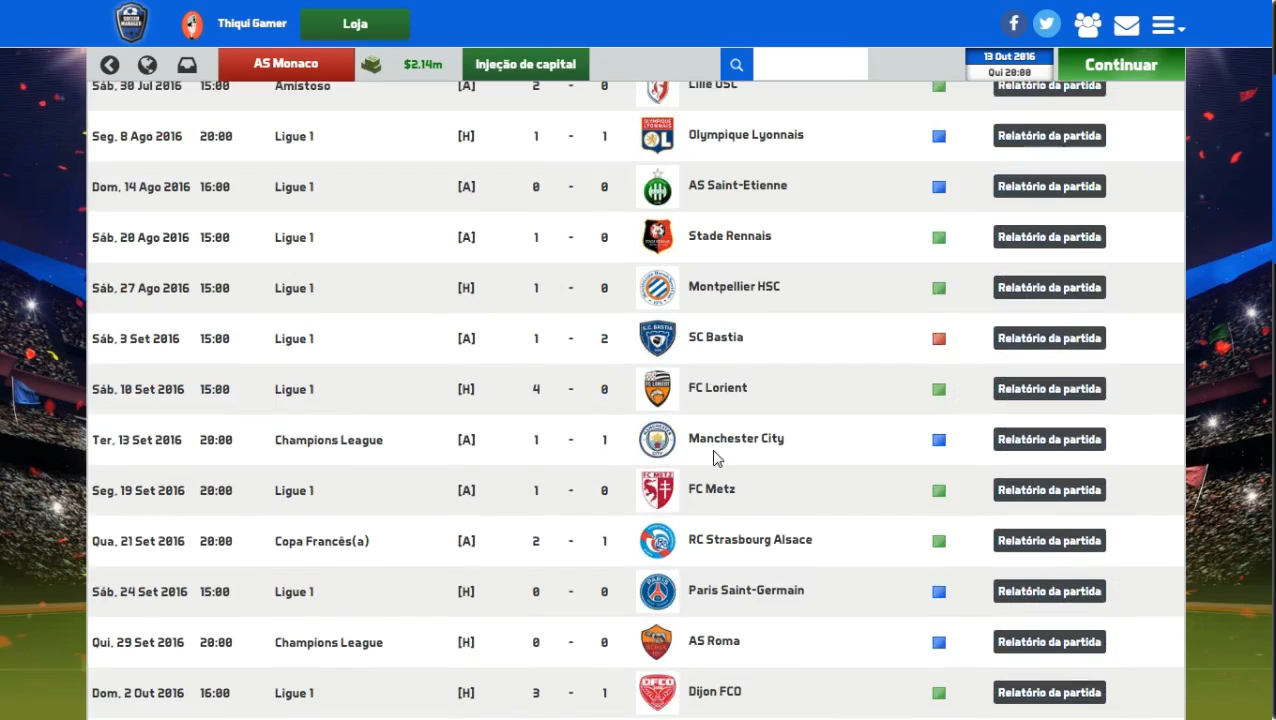 SOCCER MANAGER Thiqui Gamer Loja
AS Monaco $2.14m Injeção de capital 13 Out 2016 Qui 20:00 Continuar
Sáb, 30 Jul 2016 15:00 Amistoso [A] 2 - 0 Lille OSC Relatório da partida
Seg, 8 Ago 2016 20:00 Ligue 1 [H] 1 - 1 Olympique Lyonnais Relatório da partida
Dom, 14 Ago 2016 16:00 Ligue 1 [A] 0 - 0 AS Saint-Etienne Relatório da partida
Sáb, 20 Ago 2016 15:00 Ligue 1 [A] 1 - 0 Stade Rennais Relatório da partida
Sáb, 27 Ago 2016 15:00 Ligue 1 [H] 1 - 0 Montpellier HSC Relatório da partida
Sáb, 3 Set 2016 15:00 Ligue 1 [A] 1 - 2 SC Bastia Relatório da partida
Sáb, 10 Set 2016 15:00 Ligue 1 [H] 4 - 0 FC Lorient Relatório da partida
Ter, 13 Set 2016 20:00 Champions League [A] 1 - 1 Manchester City Relatório da partida
Seg, 19 Set 2016 20:00 Ligue 1 [A] 1 - 0 FC Metz Relatório da partida
Qua, 21 Set 2016 20:00 Copa Francês(a) [A] 2 - 1 RC Strasbourg Alsace Relatório da partida
Sáb, 24 Set 2016 15:00 Ligue 1 [H] 0 - 0 Paris Saint-Germain Relatório da partida
Qui, 29 Set 2016 20:00 Champions League [H] 0 - 0 AS Roma Relatório da partida
Dom, 2 Out 2016 16:00 Ligue 1 [H] 3 - 1 Dijon FCO Relatório da partida